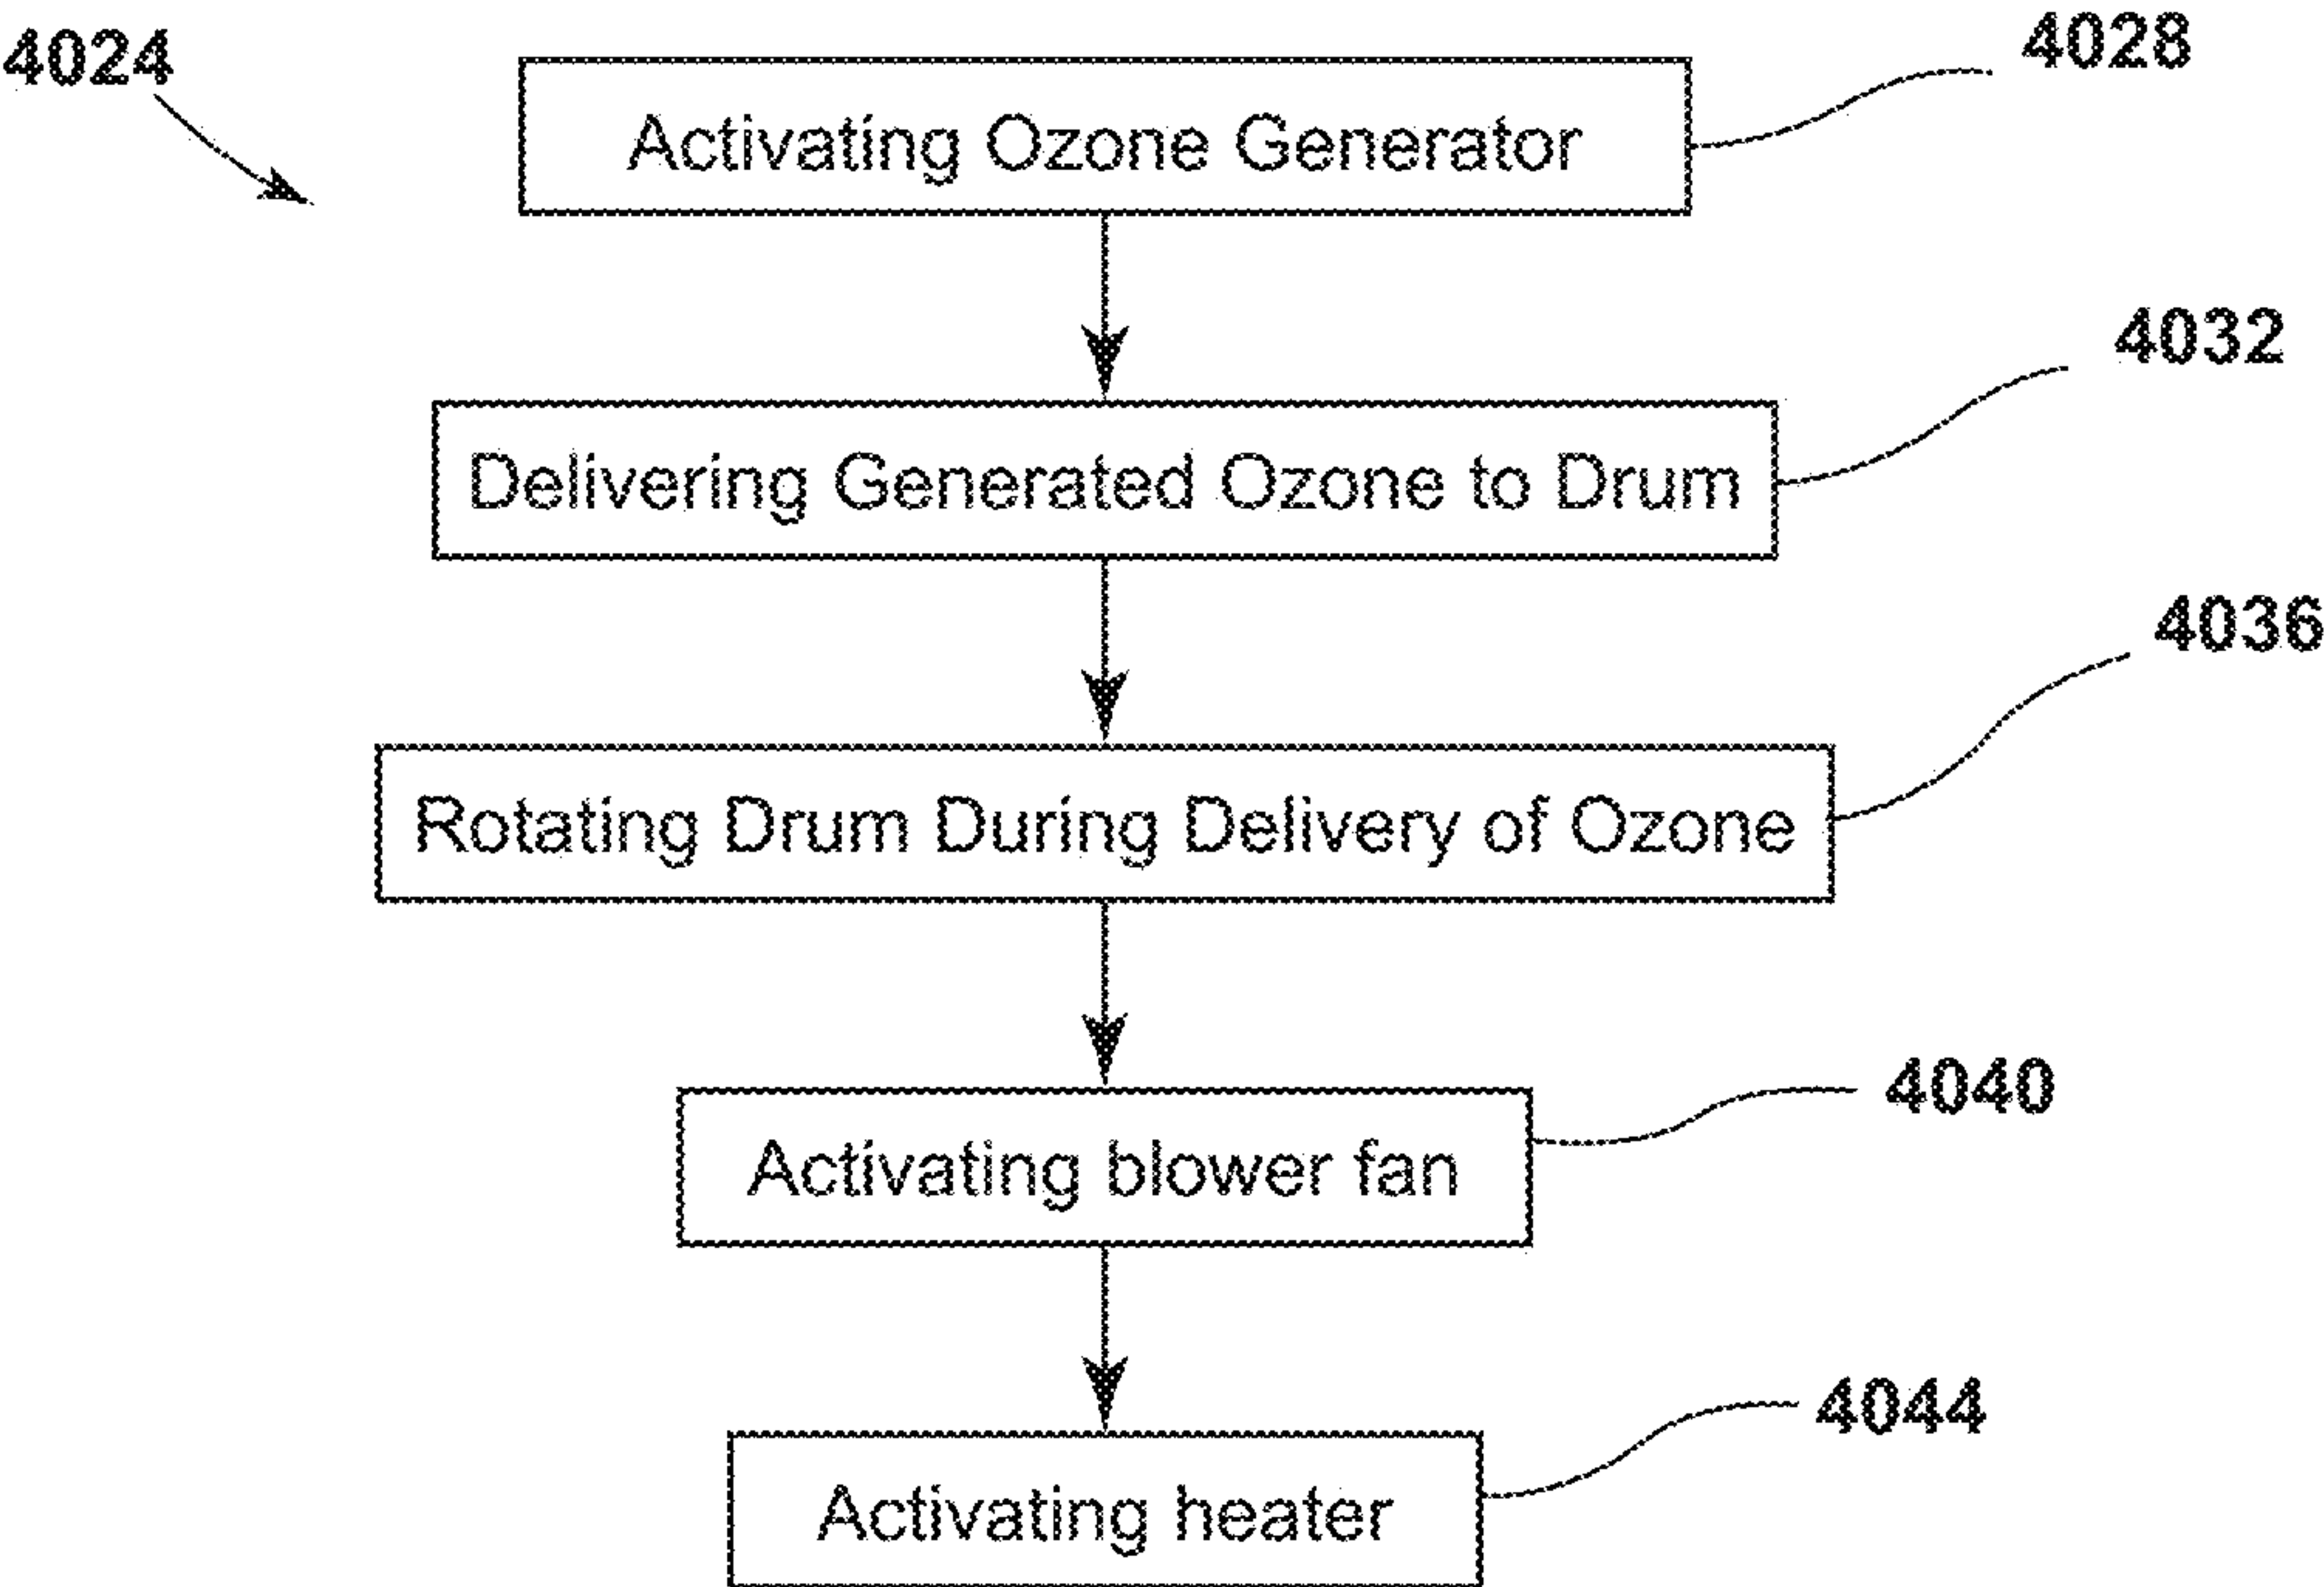 4024
4028
Activating Ozone Generator
4032
Delivering Generated Ozone to Drum
4036
Rotating Drum During Delivery of Ozone
4040
Activating blower fan
4044
Activating heater